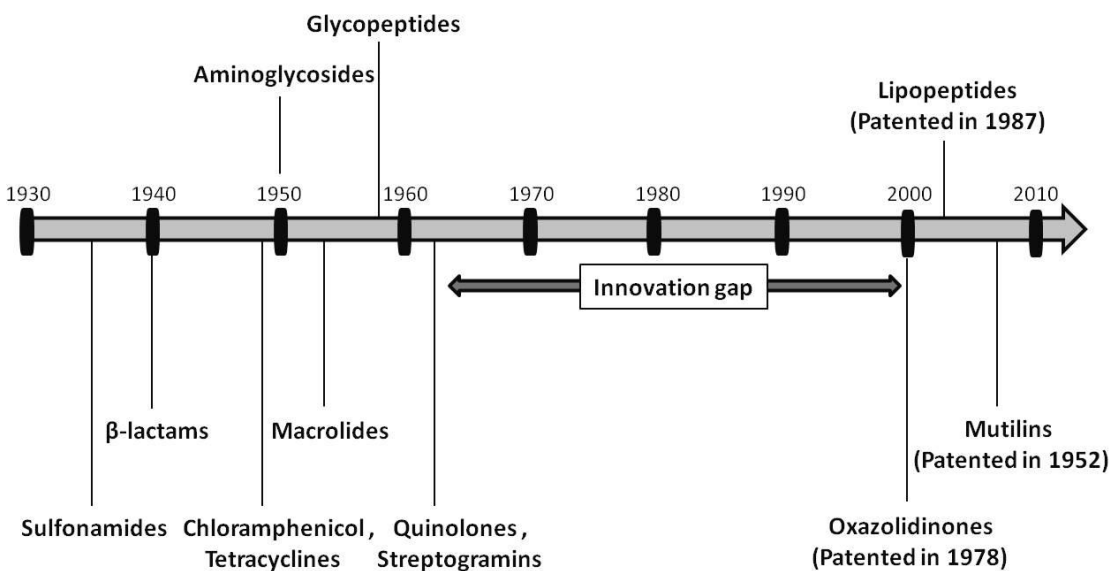 Glycopeptides
Aminoglycosides
Lipopeptides
(Patented in 1987)
1930 1940 1950 1960 1970 1980 1990 2000 2010
Innovation gap
β-lactams
Macrolides
Mutilins
(Patented in 1952)
Sulfonamides
Chloramphenicol ,
Tetracyclines
Quinolones ,
Streptogramins
Oxazolidinones
(Patented in 1978)